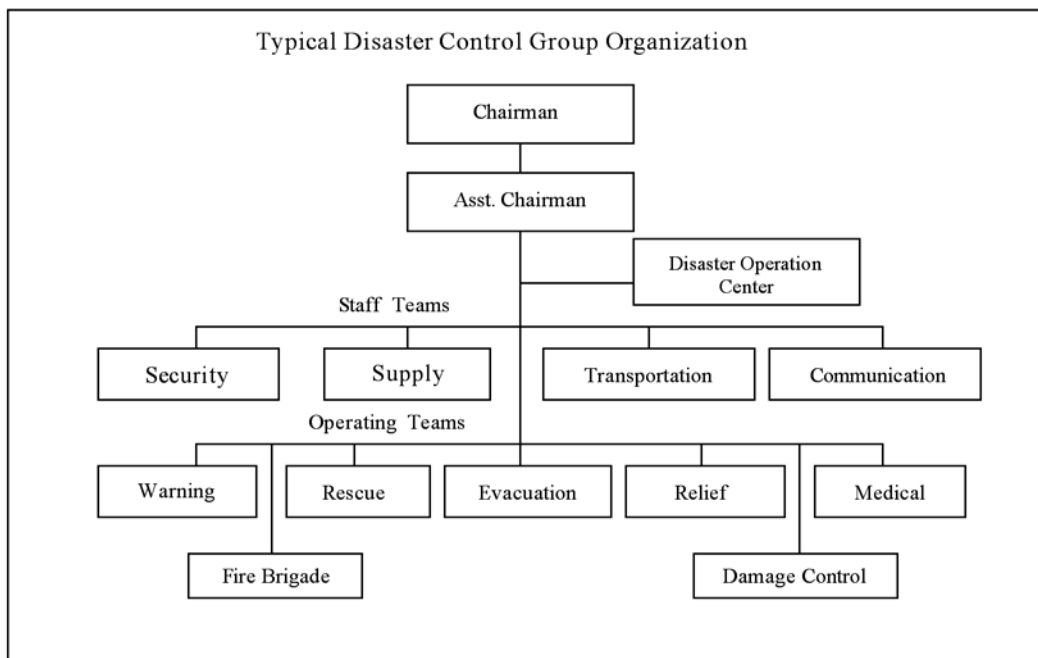 Typical Disaster Control Group Organization
Chairman
Asst. Chairman
Disaster Operation
Center
Staff Teams
Security
Supply
Transportation
Communication
Operating Teams
Warning
Rescue
Evacuation
Relief
Medical
Fire Brigade
Damage Control